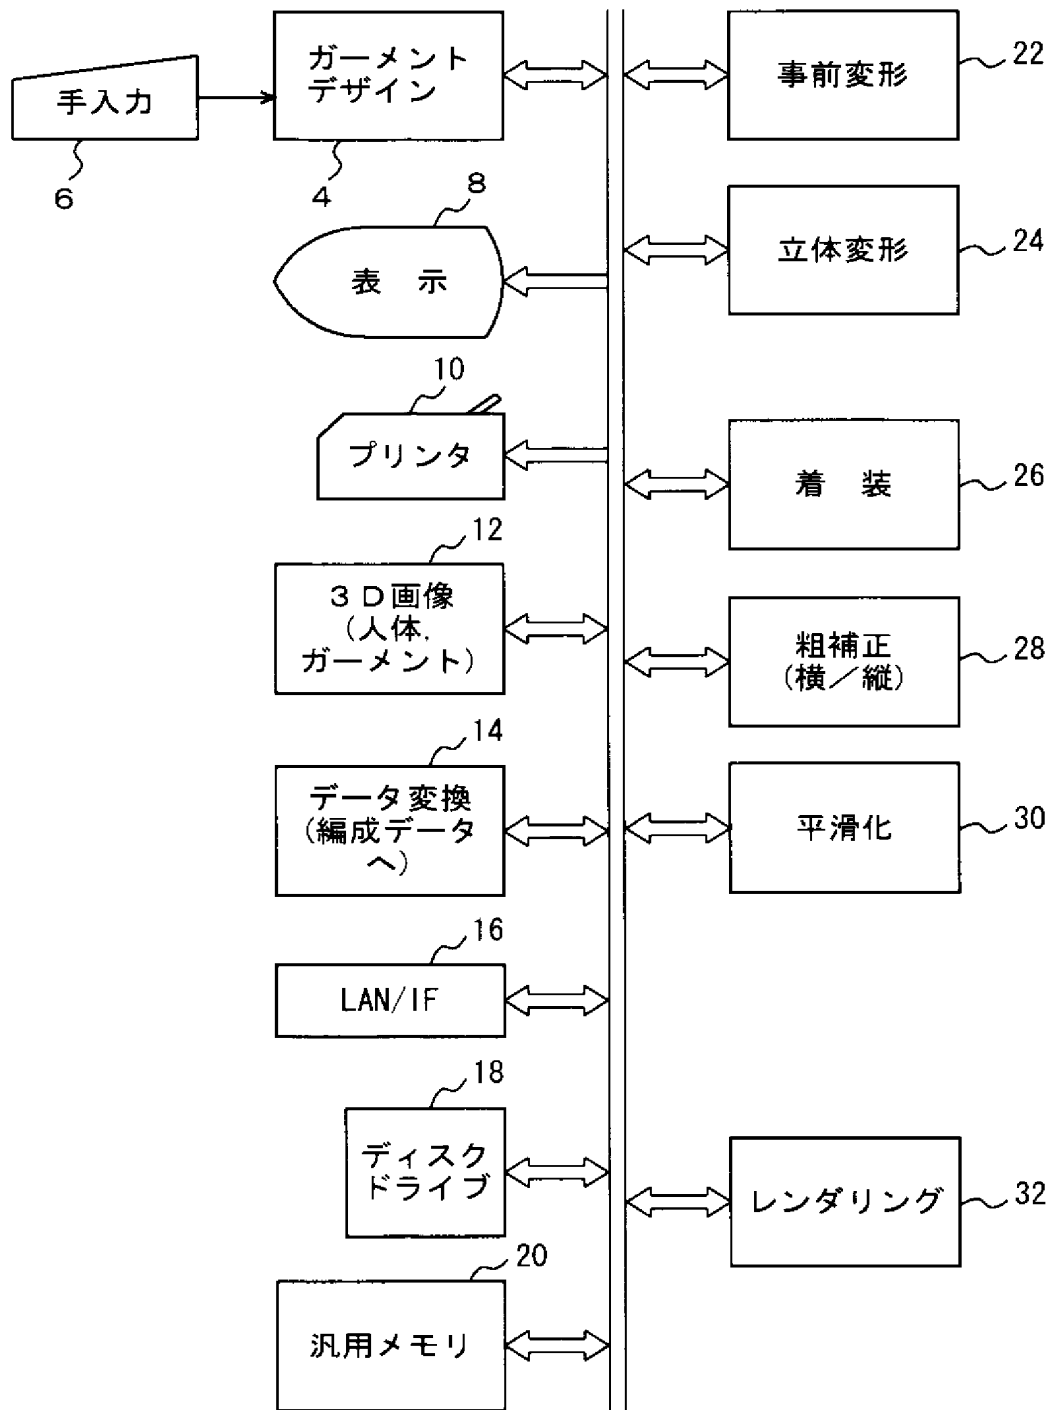 ガーメント
デザイン
4
手入力
6
表 示
8
プリンタ
10
3D画像
(人体,
ガーメント)
12
データ変換
(編成データ
へ)
14
LAN/IF
16
ディスク
ドライブ
18
汎用メモリ
20
事前変形
22
立体変形
24
着 装
26
粗補正
(横/縦)
28
平滑化
30
レンダリング
32